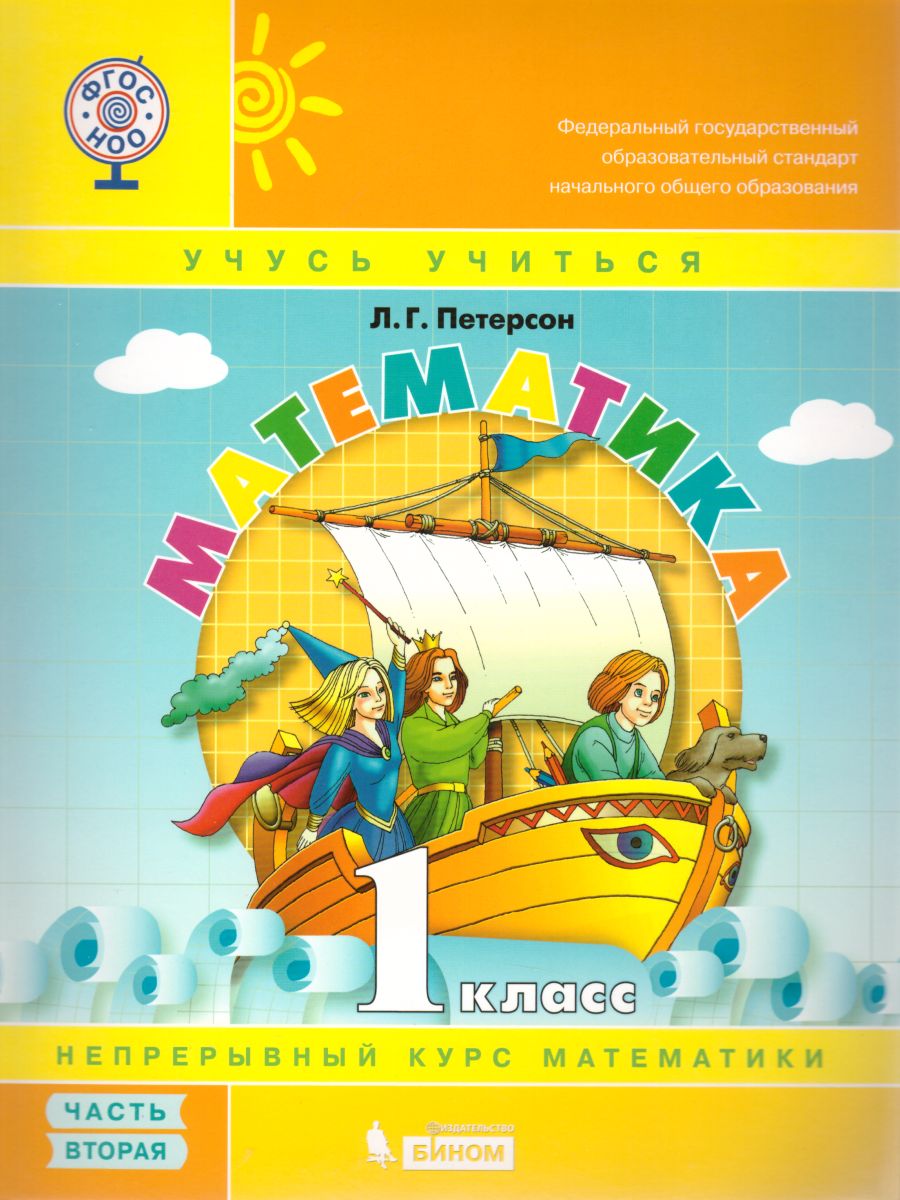 ФГОС
НОО
Федеральный государственный
образовательный стандарт
начального общего образования
УЧУСЬ УЧИТЬСЯ
Л. Г. Петерсон
МАТЕМАТИКА
1 класс
НЕПРЕРЫВНЫЙ КУРС МАТЕМАТИКИ
ЧАСТЬ
ВТОРАЯ
ИЗДАТЕЛЬСТВО
БИНОМ